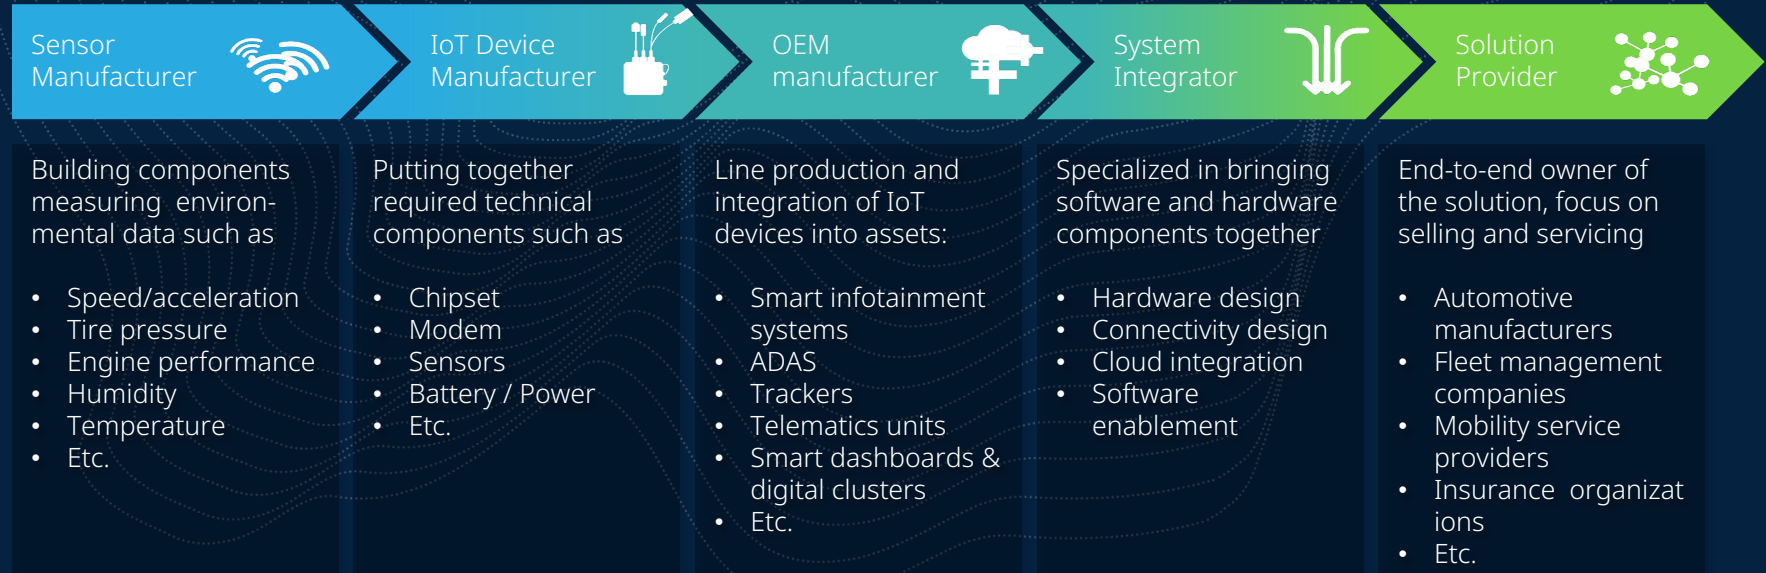 Sensor
Manufacturer
IoT Device
Manufacturer
OEM
manufacturer
System
Integrator
Solution
Provider
Building components
measuring environ-
mental data such as
• Speed/acceleration
• Tire pressure
• Engine performance
• Humidity
• Temperature
• Etc.
Putting together
required technical
components such as
• Chipset
• Modem
• Sensors
• Battery / Power
• Etc.
Line production and
integration of IoT
devices into assets:
• Smart infotainment
systems
• ADAS
• Trackers
• Telematics units
• Smart dashboards &
digital clusters
• Etc.
Specialized in bringing
software and hardware
components together
• Hardware design
• Connectivity design
• Cloud integration
• Software
enablement
End-to-end owner of
the solution, focus on
selling and servicing
• Automotive
manufacturers
• Fleet management
companies
• Mobility service
providers
• Insurance organizat
ions
• Etc.